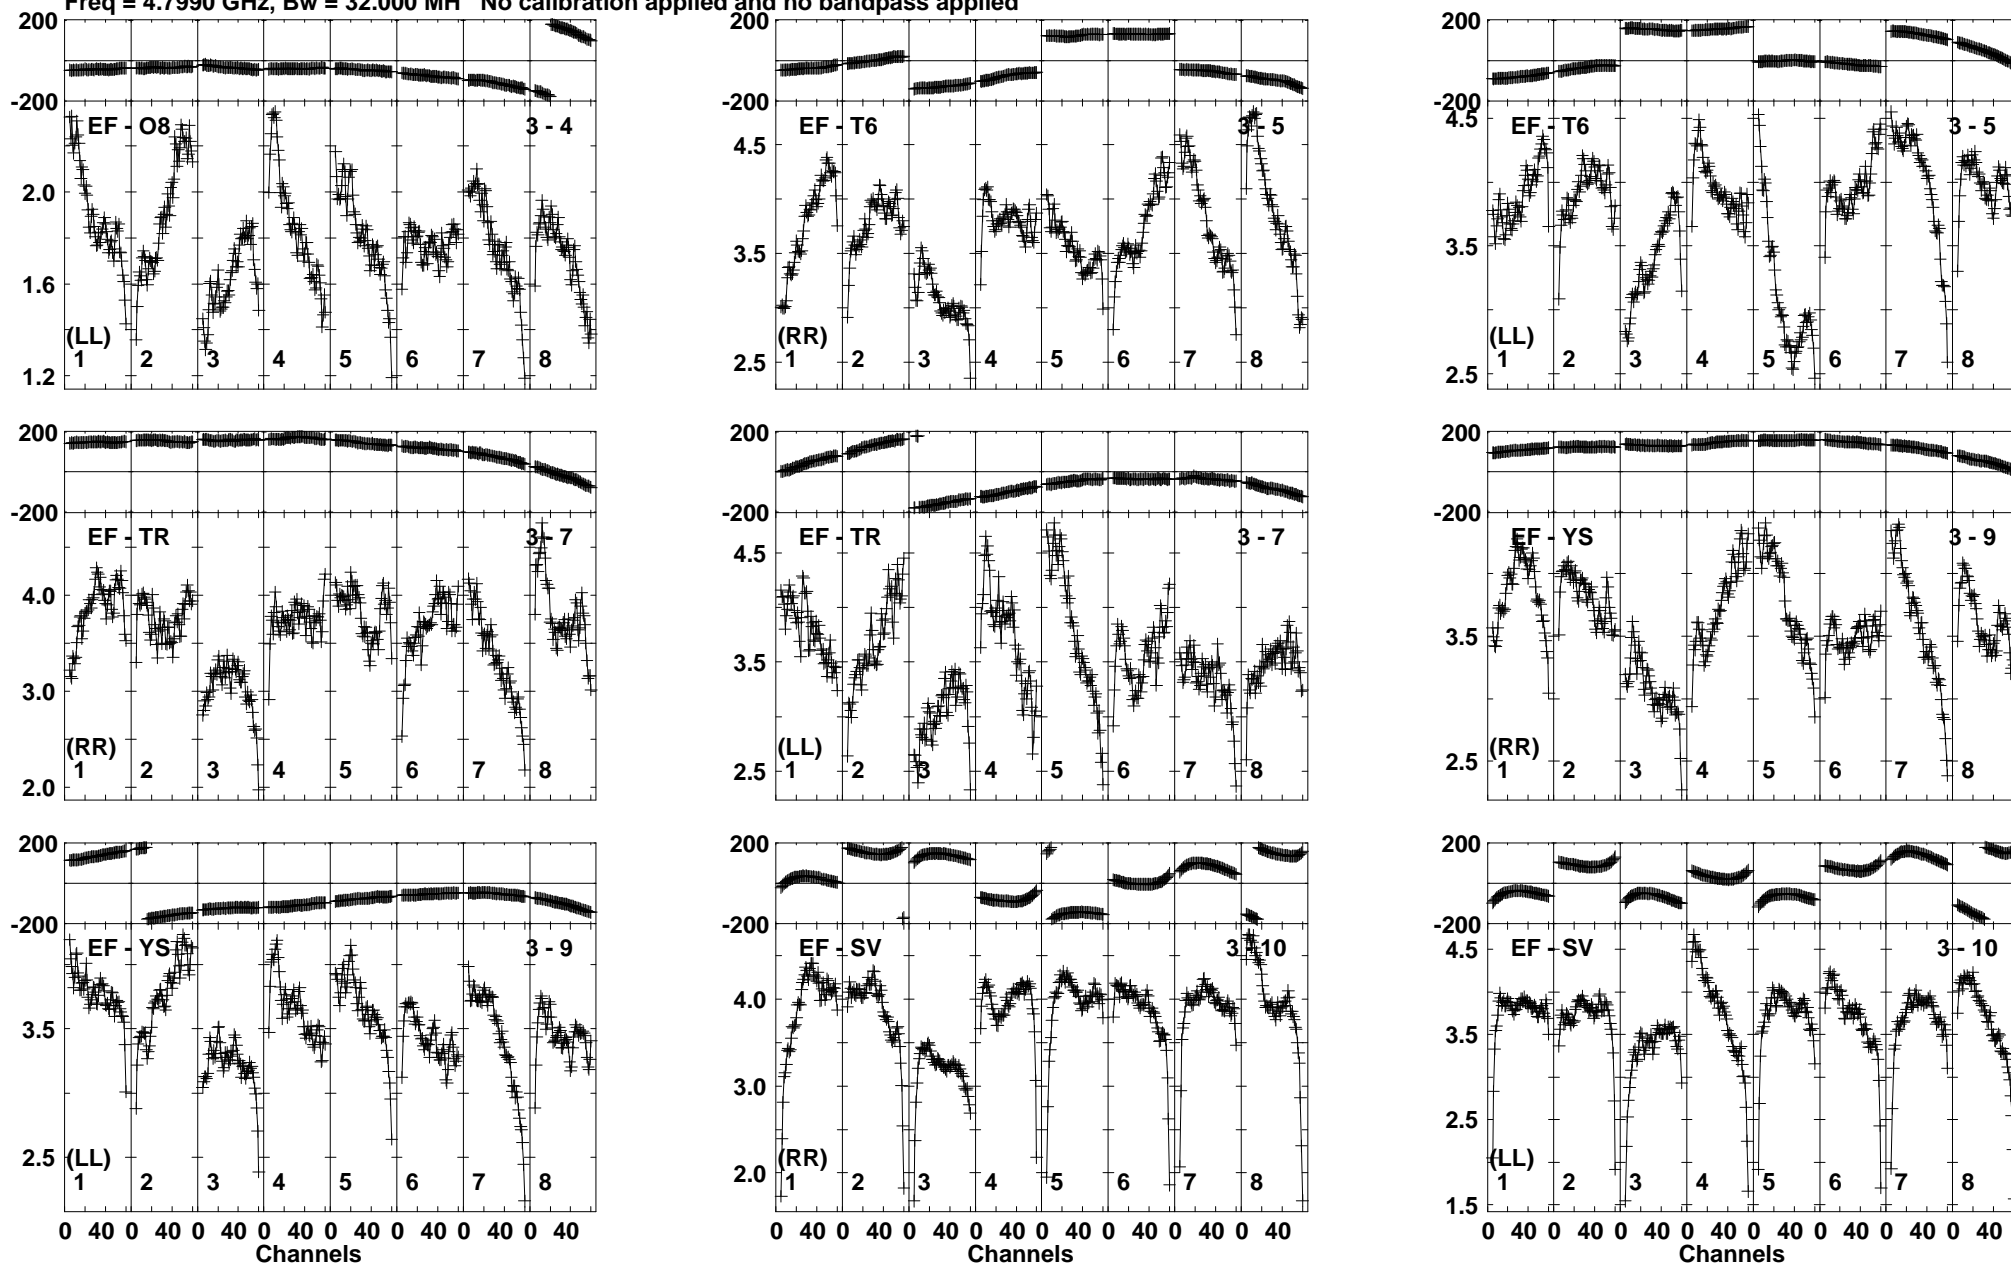 Freq = 4.7990 GHz, Bw = 32.000 MH No calibration applied and no bandpass applied
200
-200
EF - O8 3 - 4
2.0
1.6
1.2
(LL)
1 2 3 4 5 6 7 8
200
-200
EF - T6 3 - 5
4.5
3.5
2.5
(RR)
1 2 3 4 5 6 7 8
200
-200
EF - T6 3 - 5
4.5
3.5
2.5
(LL)
1 2 3 4 5 6 7 8
200
-200
EF - TR 3 - 7
4.0
3.0
2.0
(RR)
1 2 3 4 5 6 7 8
200
-200
EF - TR 3 - 7
4.5
3.5
2.5
(LL)
1 2 3 4 5 6 7 8
200
-200
EF - YS 3 - 9
3.5
2.5
(RR)
1 2 3 4 5 6 7 8
200
-200
EF - YS 3 - 9
3.5
2.5
(LL)
1 2 3 4 5 6 7 8
0 40 0 40 0 40 0 40 0 40 0 40 0 40 0 40
Channels
200
-200
EF - SV 3 - 10
4.0
3.0
2.0
(RR)
1 2 3 4 5 6 7 8
0 40 0 40 0 40 0 40 0 40 0 40 0 40 0 40
Channels
200
-200
EF - SV 3 - 10
4.5
3.5
2.5
1.5
(LL)
1 2 3 4 5 6 7 8
0 40 0 40 0 40 0 40 0 40 0 40 0 40 0 40
Channels